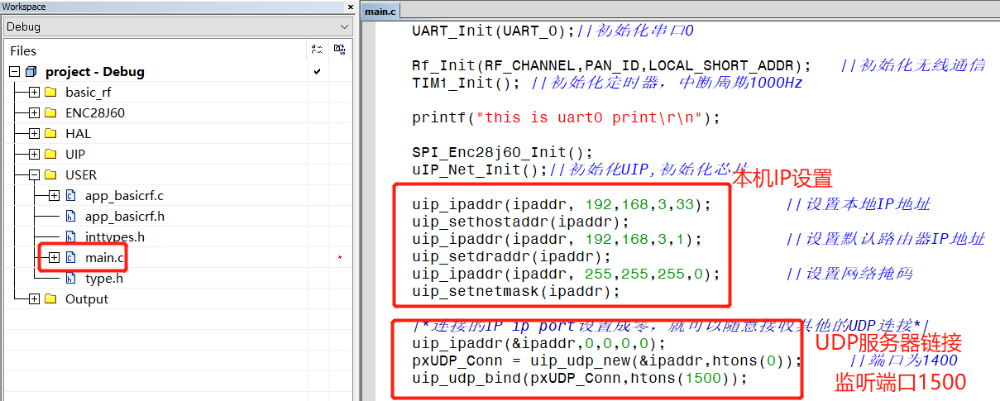 Workspace
Debug
Files
project - Debug
basic_rf
ENC28J60
HAL
UIP
USER
app_basicrf.c
app_basicrf.h
inttypes.h
main.c
type.h
Output
main.c
UART_Init(UART_0);//初始化串口0
Rf_Init(RF_CHANNEL,PAN_ID,LOCAL_SHORT_ADDR); //初始化无线通信
TIM1_Init(); //初始化定时器，中断周期1000Hz
printf("this is uart0 print\r\n");
SPI_Enc28j60_Init();
uIP_Net_Init();//初始化UIP,初始化芯片
本机IP设置
uip_ipaddr(ipaddr, 192,168,3,33); //设置本地IP地址
uip_sethostaddr(ipaddr);
uip_ipaddr(ipaddr, 192,168,3,1); //设置默认路由器IP地址
uip_setdraddr(ipaddr);
uip_ipaddr(ipaddr, 255,255,255,0); //设置网络掩码
uip_setnetmask(ipaddr);
/*连接的IP ip port设置成零，就可以随意接收其他的UDP连接*/
uip_ipaddr(&ipaddr,0,0,0,0);
UDP服务器链接
pxUDP_Conn = uip_udp_new(&ipaddr,htons(0)); //端口为1400
uip_udp_bind(pxUDP_Conn,htons(1500));
监听端口1500